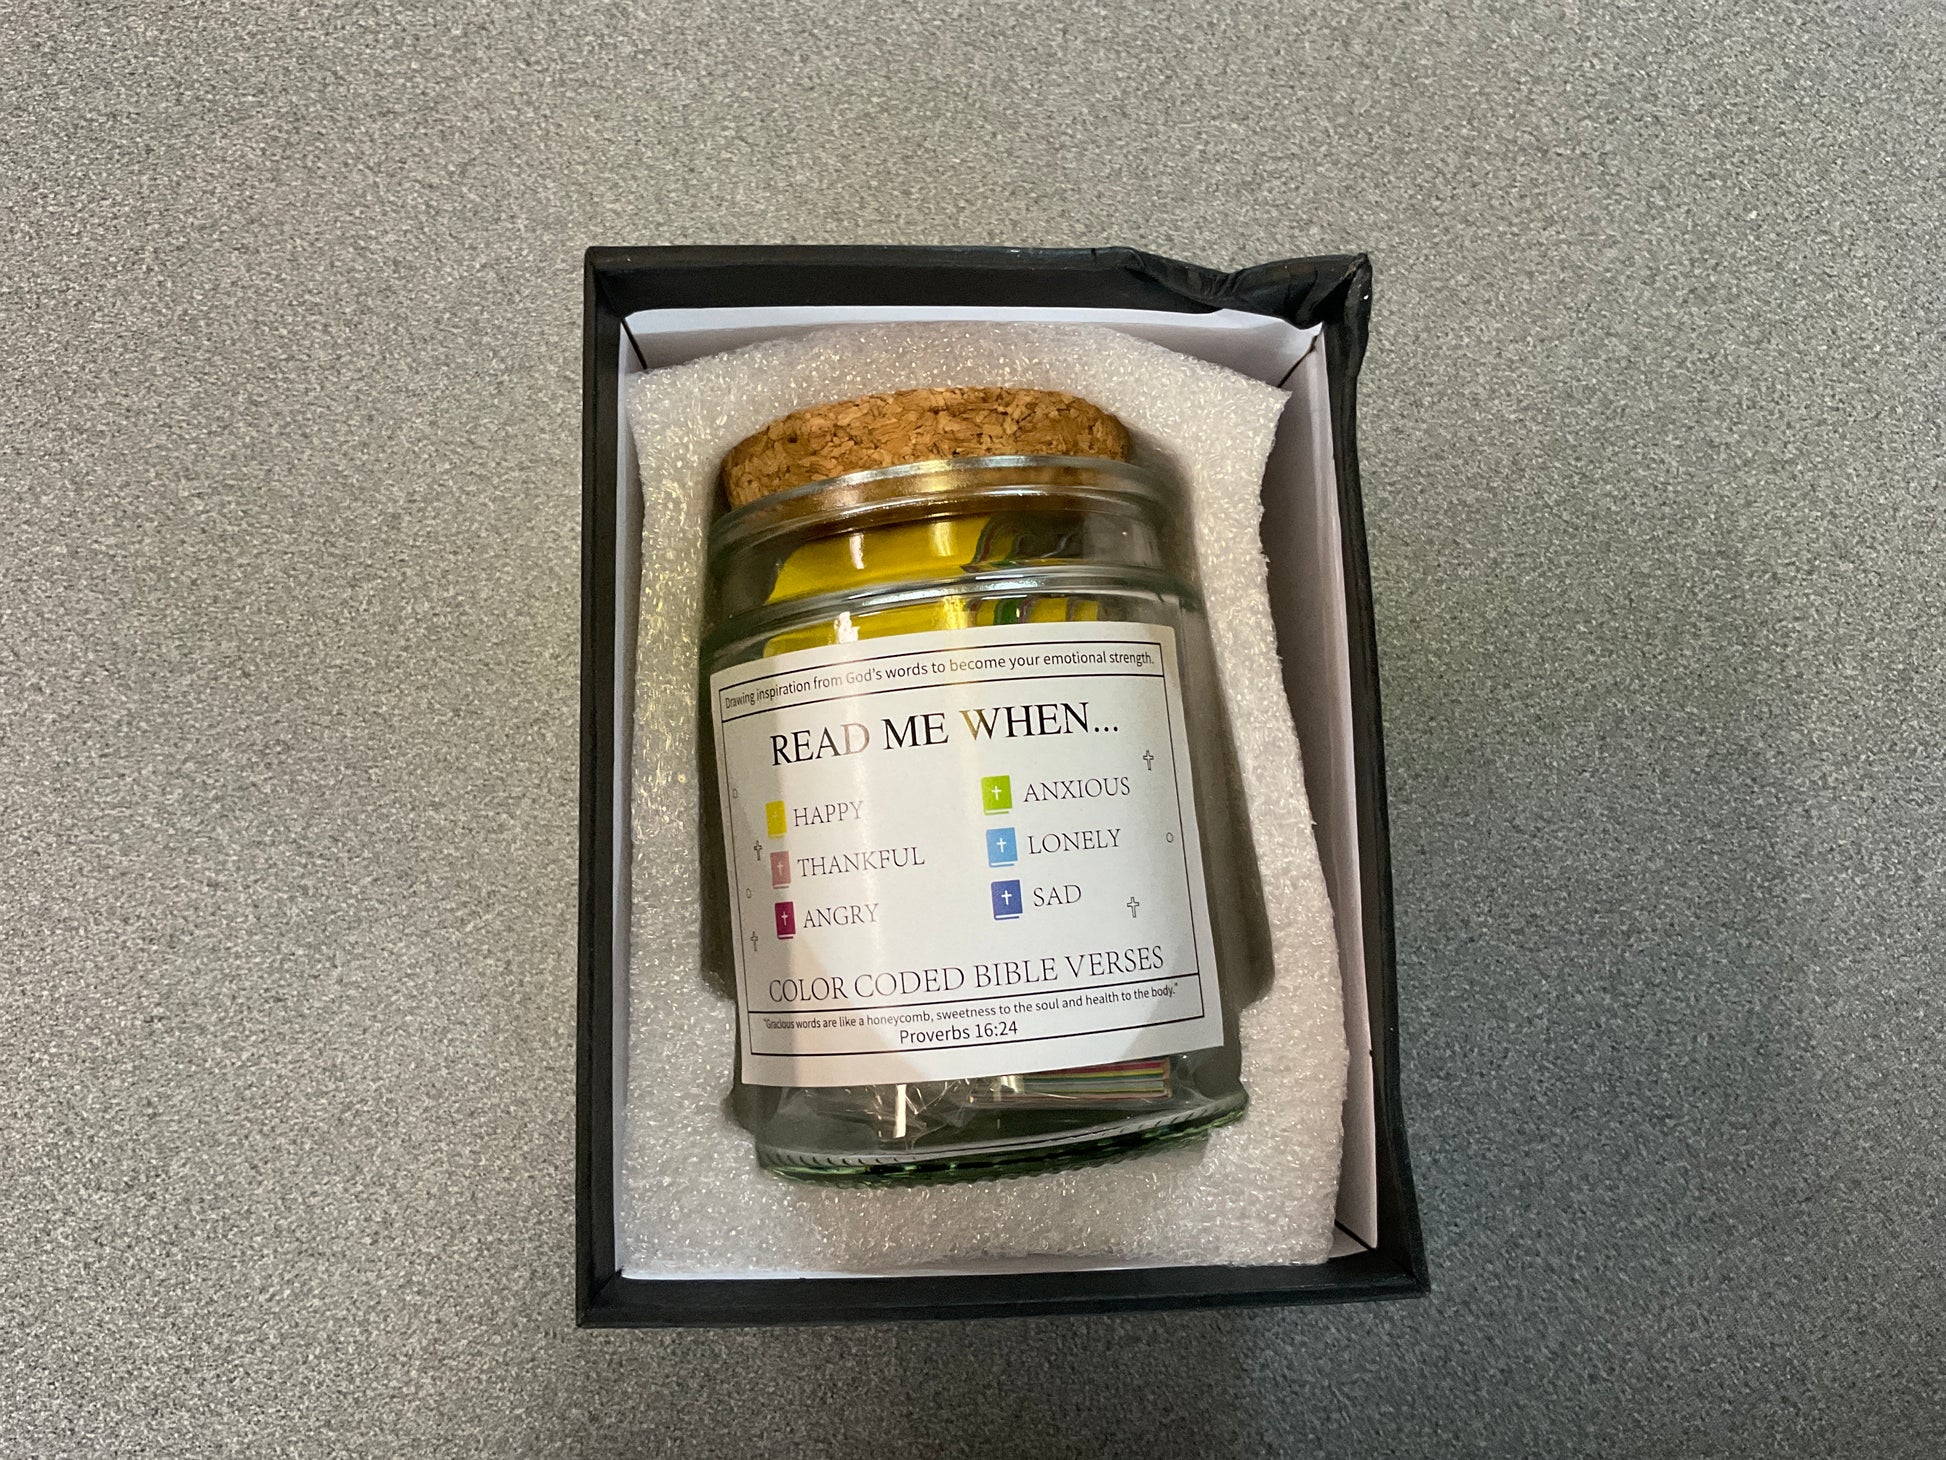 Drawing inspiration from God's words to become your emotional strength.
READ ME WHEN...
HAPPY
THANKFUL
ANGRY
ANXIOUS
LONELY
SAD
COLOR CODED BIBLE VERSES
"Gracious words are like a honeycomb, sweetness to the soul and health to the body."
Proverbs 16:24